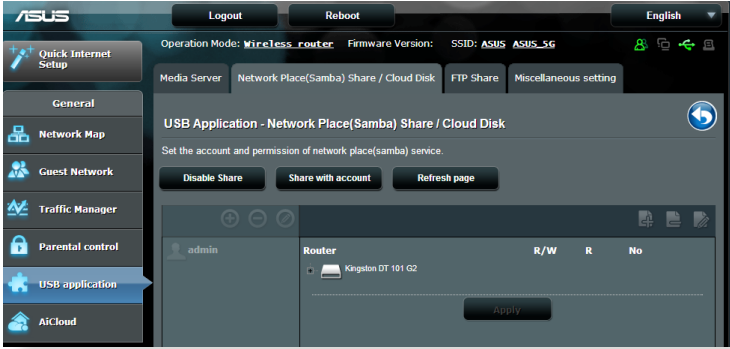 ASUS
Logout Reboot English
Quick Internet
Setup
Operation Mode: Wireless router Firmware Version: SSID: ASUS ASUS_5G
Media Server Network Place(Samba) Share / Cloud Disk FTP Share Miscellaneous setting
General
Network Map
Guest Network
Traffic Manager
Parental control
USB application
AiCloud
USB Application - Network Place(Samba) Share / Cloud Disk
Set the account and permission of network place(samba) service.
Disable Share Share with account Refresh page
admin
Router R/W R No
Kingston DT 101 G2
Apply